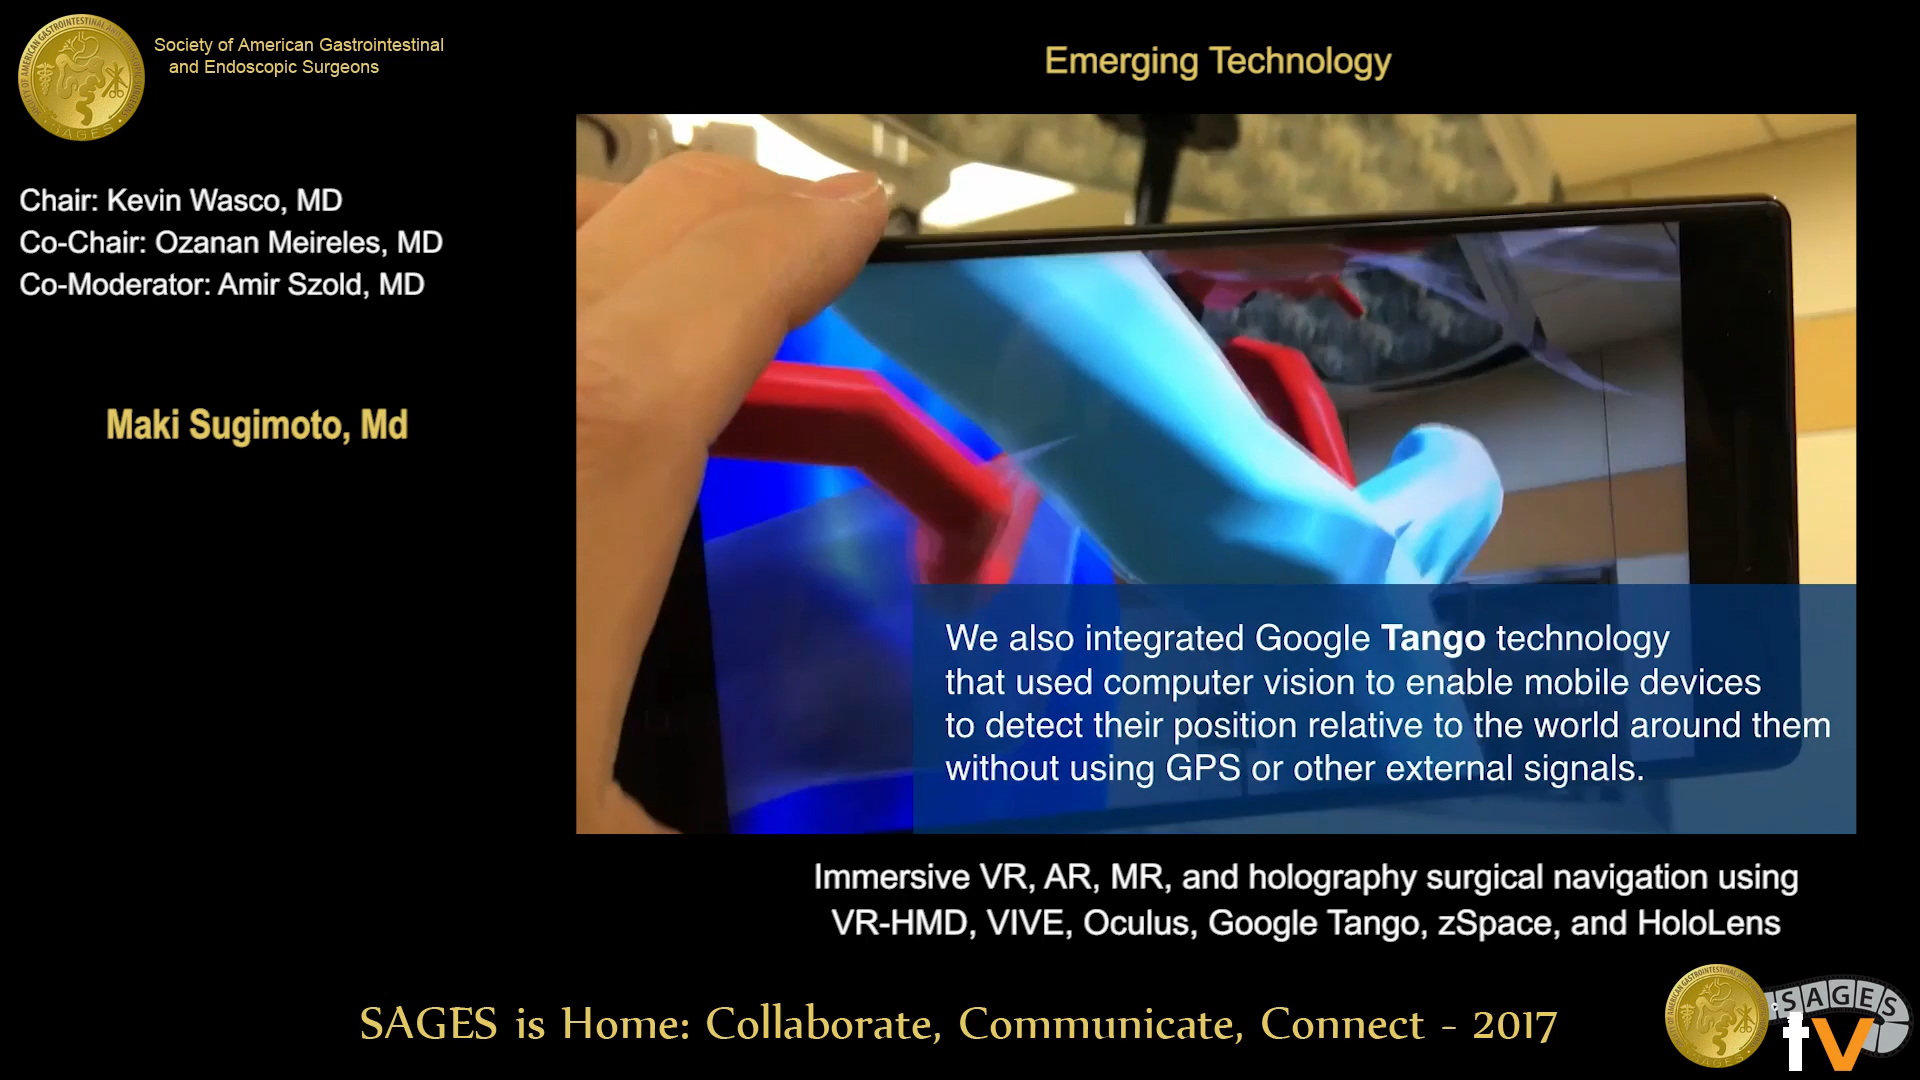 Society of American Gastrointestinal
and Endoscopic Surgeons
Emerging Technology
Chair: Kevin Wasco, MD
Co-Chair: Ozanan Meireles, MD
Co-Moderator: Amir Szold, MD
Maki Sugimoto, Md
We also integrated Google Tango technology
that used computer vision to enable mobile devices
to detect their position relative to the world around them
without using GPS or other external signals.
Immersive VR, AR, MR, and holography surgical navigation using
VR-HMD, VIVE, Oculus, Google Tango, zSpace, and HoloLens
SAGES is Home: Collaborate, Communicate, Connect - 2017
SAGES
tv